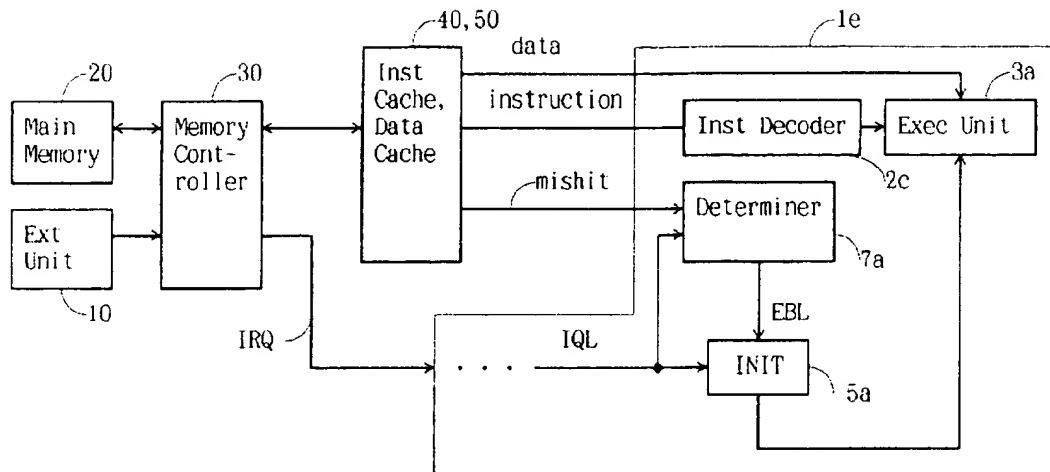 40,50
1e
data
20
30
Inst
Cache,
Data
Cache
3a
instruction
Main
Memory
Memory
Cont-
roller
Inst Decoder
Exec Unit
mishit
2c
Determiner
Ext
Unit
7a
10
EBL
IRQ
IQL
. . . .
INIT
5a